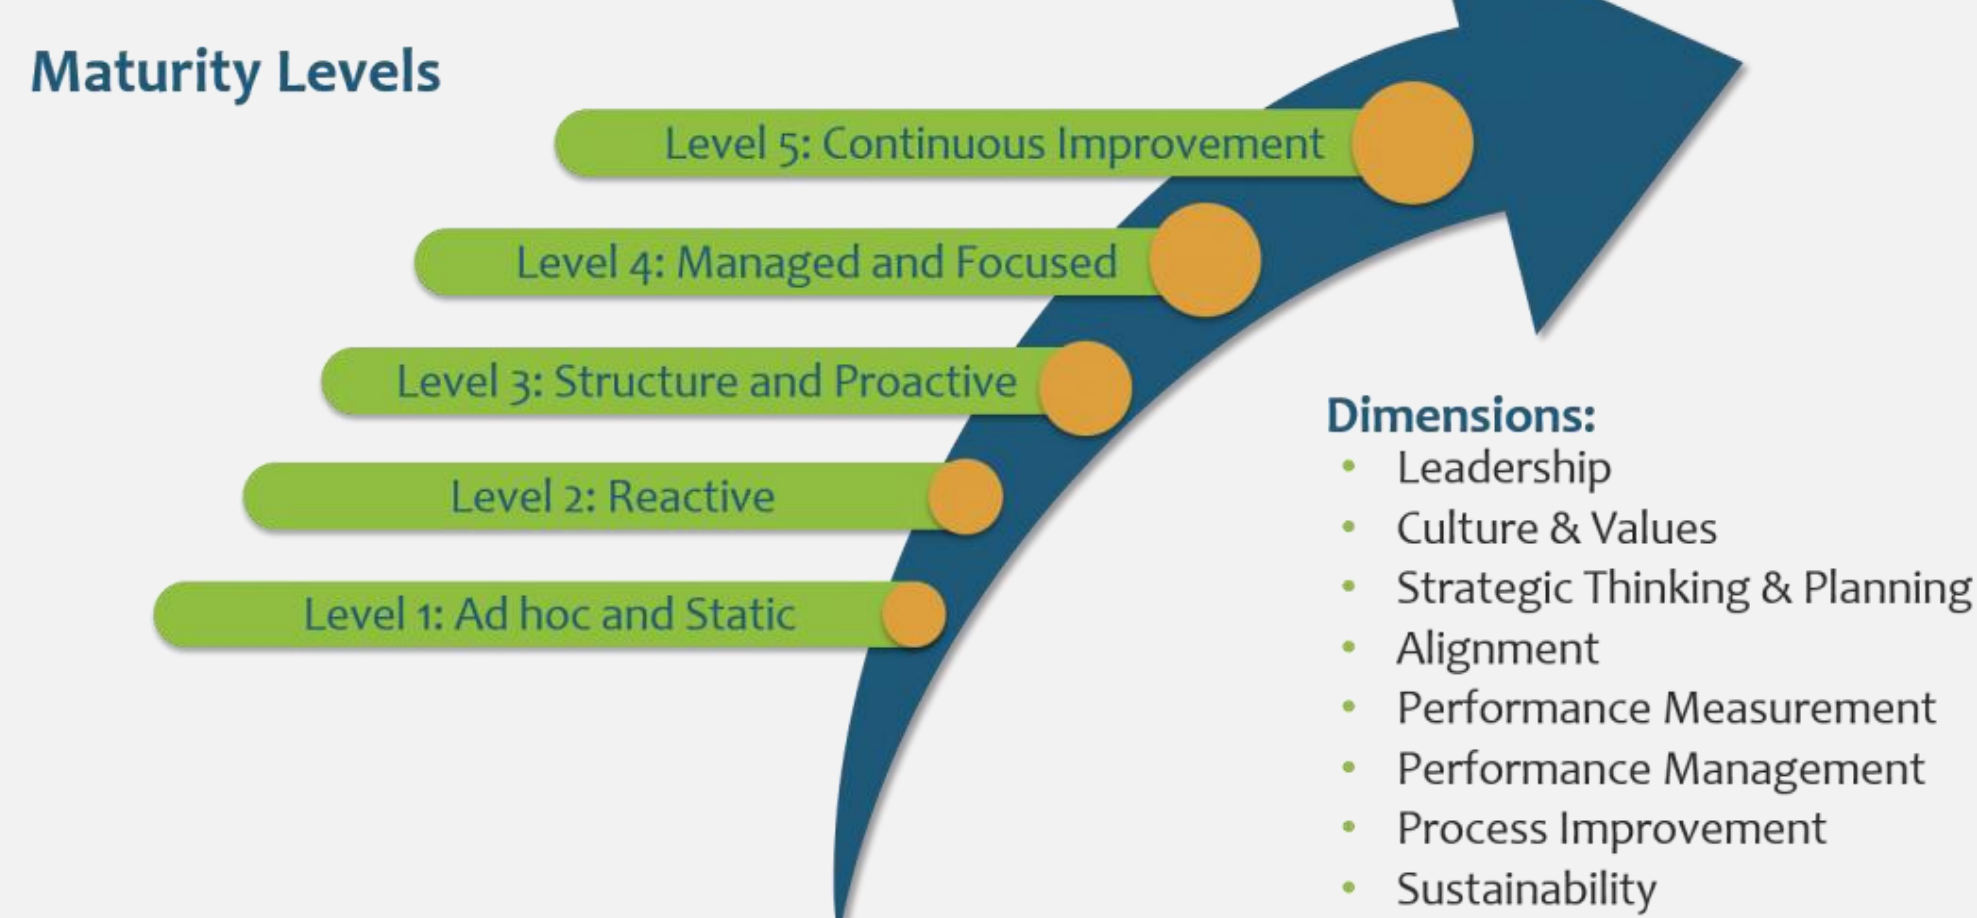 Maturity Levels
Level 5: Continuous Improvement
Level 4: Managed and Focused
Level 3: Structure and Proactive
Level 2: Reactive
Level 1: Ad hoc and Static
Dimensions:
• Leadership
• Culture & Values
• Strategic Thinking & Planning
• Alignment
• Performance Measurement
• Performance Management
• Process Improvement
• Sustainability